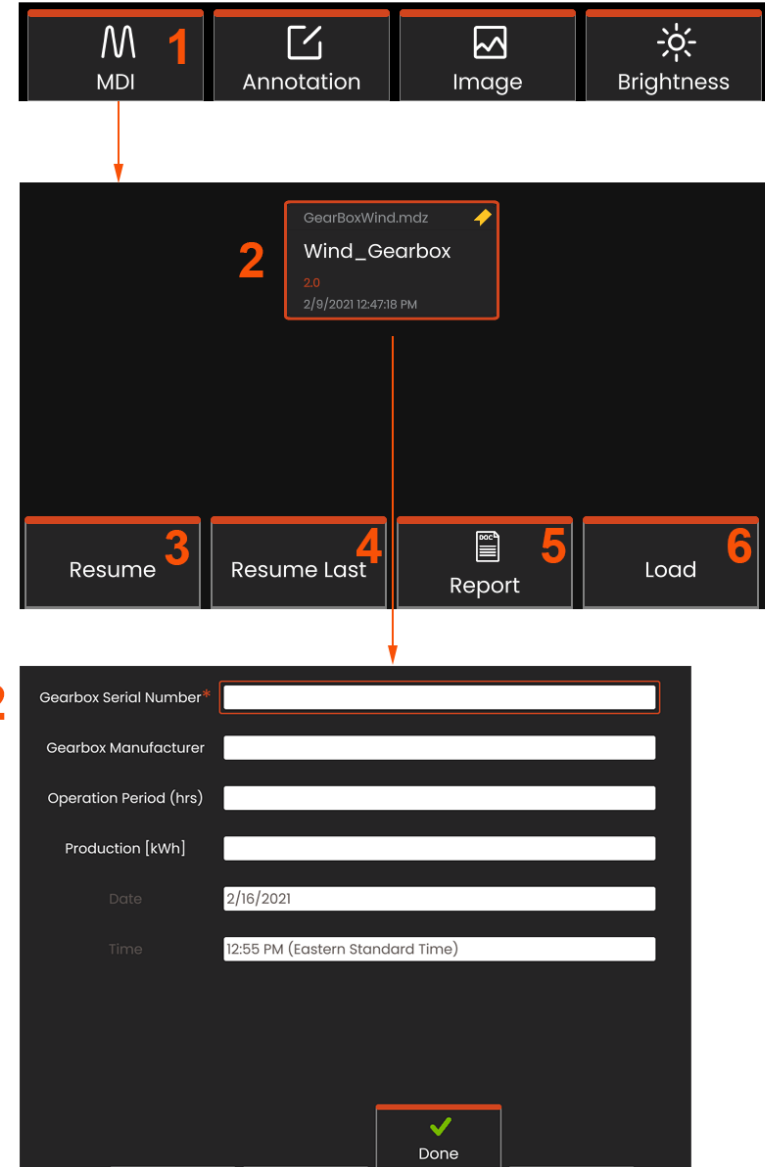 1
MDI
Annotation
Image
Brightness
GearBoxWind.mdz
2
Wind_Gearbox
2.0
2/9/2021 12:47:18 PM
Resume 3
Resume Last 4
DOC
Report 5
Load 6
2
Gearbox Serial Number*
Gearbox Manufacturer
Operation Period (hrs)
Production [kWh]
Date 2/16/2021
Time 12:55 PM (Eastern Standard Time)
Done